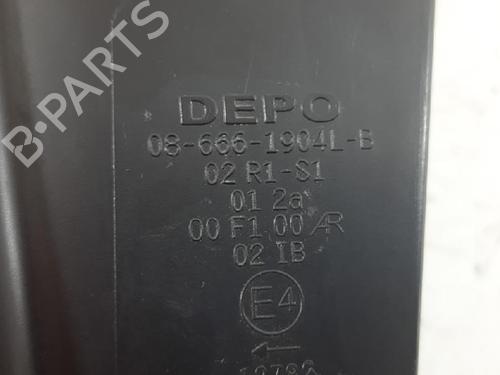 B-PARTS
DEPO
08-666-1904L-B
02 R1-S1
01 2a
00 F1 00 AR
02 IB
E4